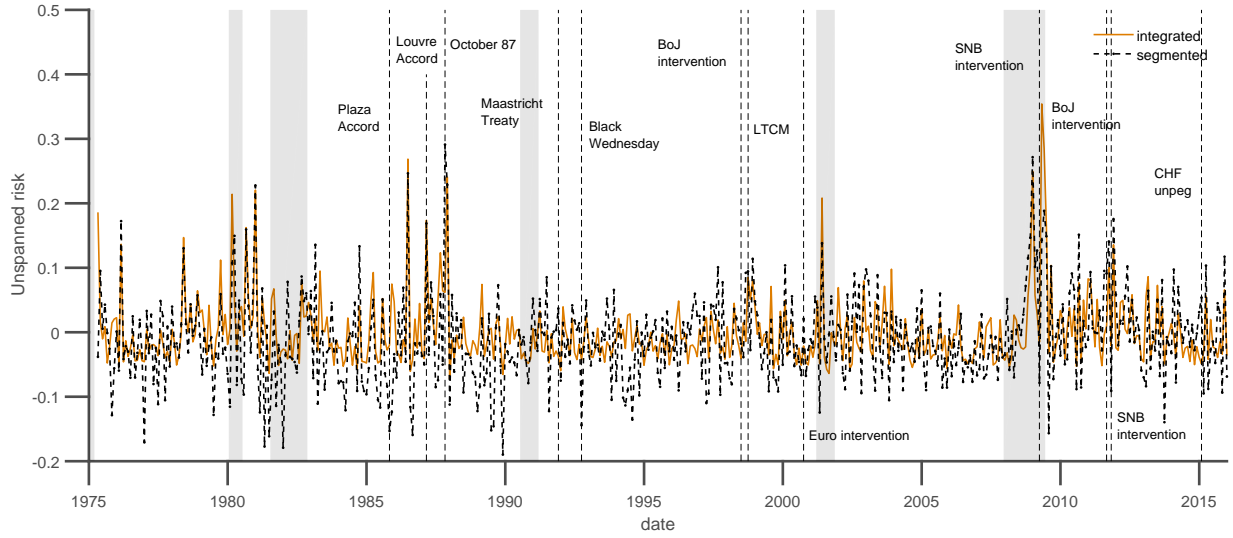 0.5
0.4
0.3
0.2
0.1
0
-0.1
-0.2
Unspanned risk
Louvre
Accord
October 87
Plaza
Accord
Maastricht
Treaty
Black
Wednesday
BoJ
intervention
LTCM
Euro intervention
SNB
intervention
integrated
segmented
BoJ
intervention
CHF
unpeg
SNB
intervention
1975
1980
1985
1990
1995
2000
2005
2010
2015
date